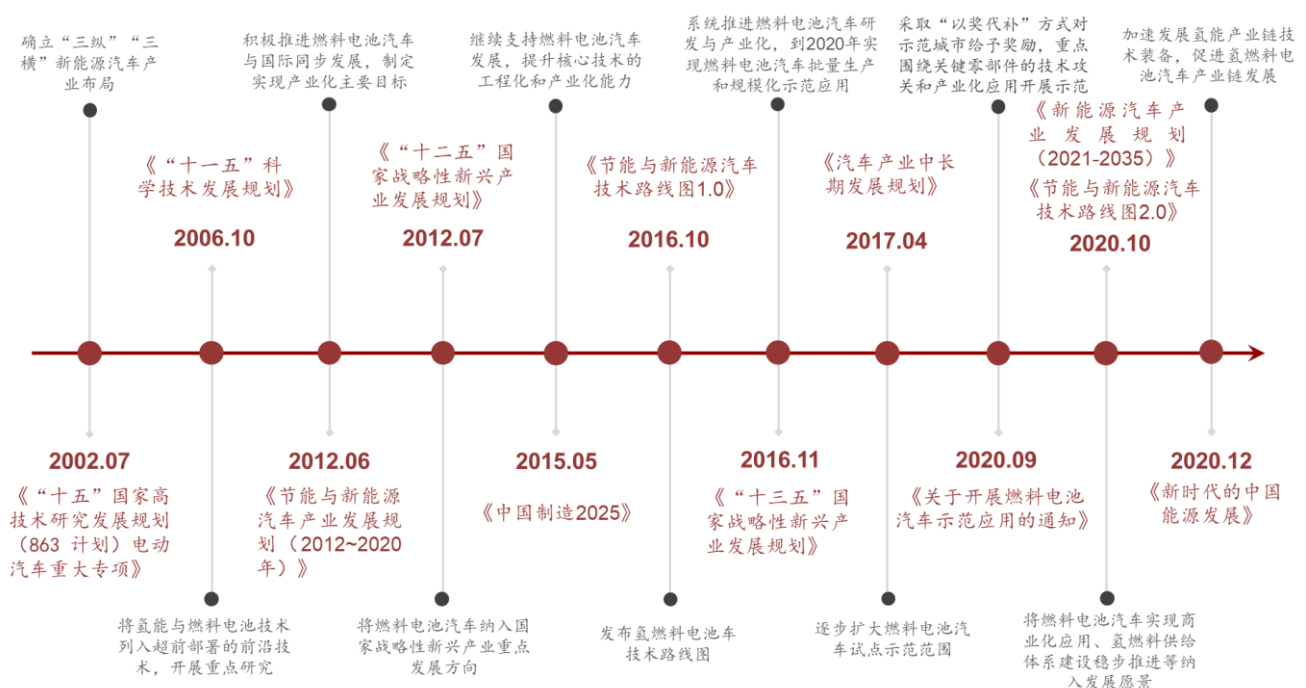 确立“三纵”“三
横”新能源汽车产
业布局
积极推进燃料电池汽车
与国际同步发展，制定
实现产业化主要目标
继续支持燃料电池汽车
发展，提升核心技术的
工程化和产业化能力
系统推进燃料电池汽车研
发与产业化，到2020年实
现燃料电池汽车批量生产
和规模化示范应用
采取“以奖代补”方式对
示范城市给予奖励，重点
围绕关键零部件的技术攻
关和产业化应用开展示范
加速发展氢能产业链技
术装备，促进氢燃料电
池汽车产业链发展
《“十一五”科
学技术发展规划》
2006.10
《“十二五”国
家战略性新兴产
业发展规划》
2012.07
《节能与新能源汽车
技术路线图1.0》
2016.10
《汽车产业中长
期发展规划》
2017.04
《新能源汽车产
业发展规划
（2021-2035）》
《节能与新能源汽车
技术路线图2.0》
2020.10
2002.07
《“十五”国家高
技术研究发展规划
（863 计划）电动
汽车重大专项》
2012.06
《节能与新能源
汽车产业发展规
划（2012~2020
年）》
2015.05
《中国制造2025》
2016.11
《“十三五”国
家战略性新兴产
业发展规划》
2020.09
《关于开展燃料电池
汽车示范应用的通知》
2020.12
《新时代的中国
能源发展》
将氢能与燃料电池技术
列入超前部署的前沿技
术，开展重点研究
将燃料电池汽车纳入国
家战略性新兴产业重点
发展方向
发布氢燃料电池车
技术路线图
逐步扩大燃料电池汽
车试点示范范围
将燃料电池汽车实现商
业化应用、氢燃料供给
体系建设稳步推进等纳
入发展愿景